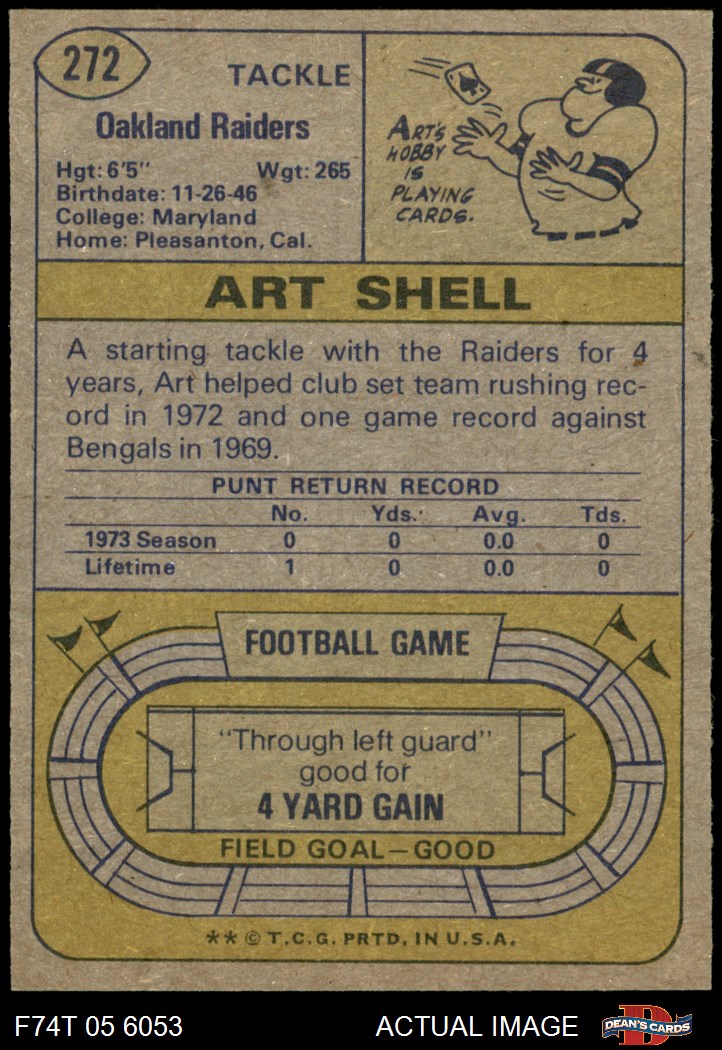 272
TACKLE
Oakland Raiders
Hgt: 6'5" Wgt: 265
Birthdate: 11-26-46
College: Maryland
Home: Pleasanton, Cal.
ART'S
HOBBY
IS
PLAYING
CARDS.
ART SHELL
A starting tackle with the Raiders for 4
years, Art helped club set team rushing rec-
ord in 1972 and one game record against
Bengals in 1969.
PUNT RETURN RECORD
No. Yds. Avg. Tds.
1973 Season 0 0 0.0 0
Lifetime 1 0 0.0 0
FOOTBALL GAME
"Through left guard"
good for
4 YARD GAIN
FIELD GOAL—GOOD
** © T.C.G. PRTD. IN U.S.A.
F74T 05 6053 ACTUAL IMAGE
D
DEAN'S CARDS